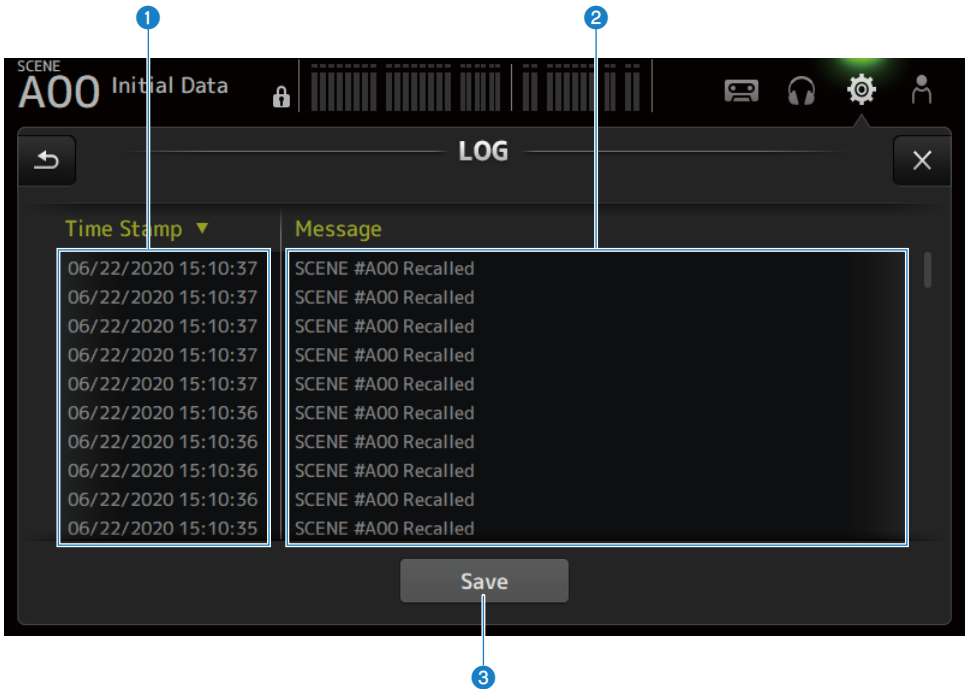 1 2
SCENE
A00 Initial Data
LOG
Time Stamp ▼ Message
06/22/2020 15:10:37 SCENE #A00 Recalled
06/22/2020 15:10:37 SCENE #A00 Recalled
06/22/2020 15:10:37 SCENE #A00 Recalled
06/22/2020 15:10:37 SCENE #A00 Recalled
06/22/2020 15:10:37 SCENE #A00 Recalled
06/22/2020 15:10:36 SCENE #A00 Recalled
06/22/2020 15:10:36 SCENE #A00 Recalled
06/22/2020 15:10:36 SCENE #A00 Recalled
06/22/2020 15:10:36 SCENE #A00 Recalled
06/22/2020 15:10:35 SCENE #A00 Recalled
Save
3